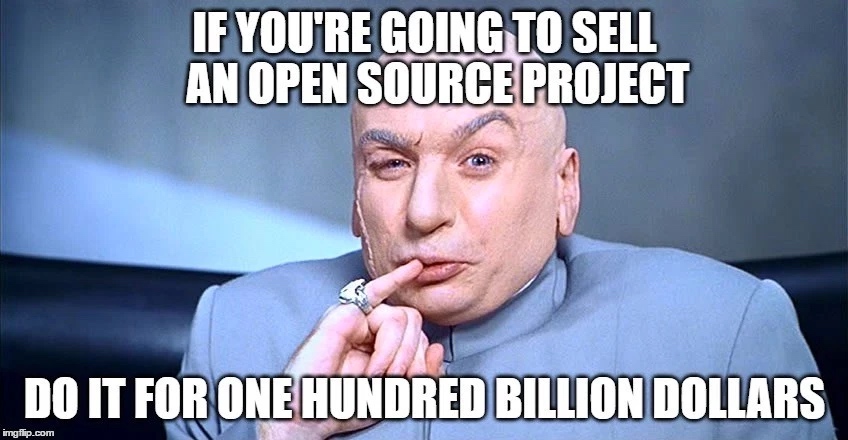 IF YOU'RE GOING TO SELL
AN OPEN SOURCE PROJECT
DO IT FOR ONE HUNDRED BILLION DOLLARS
imgflip.com